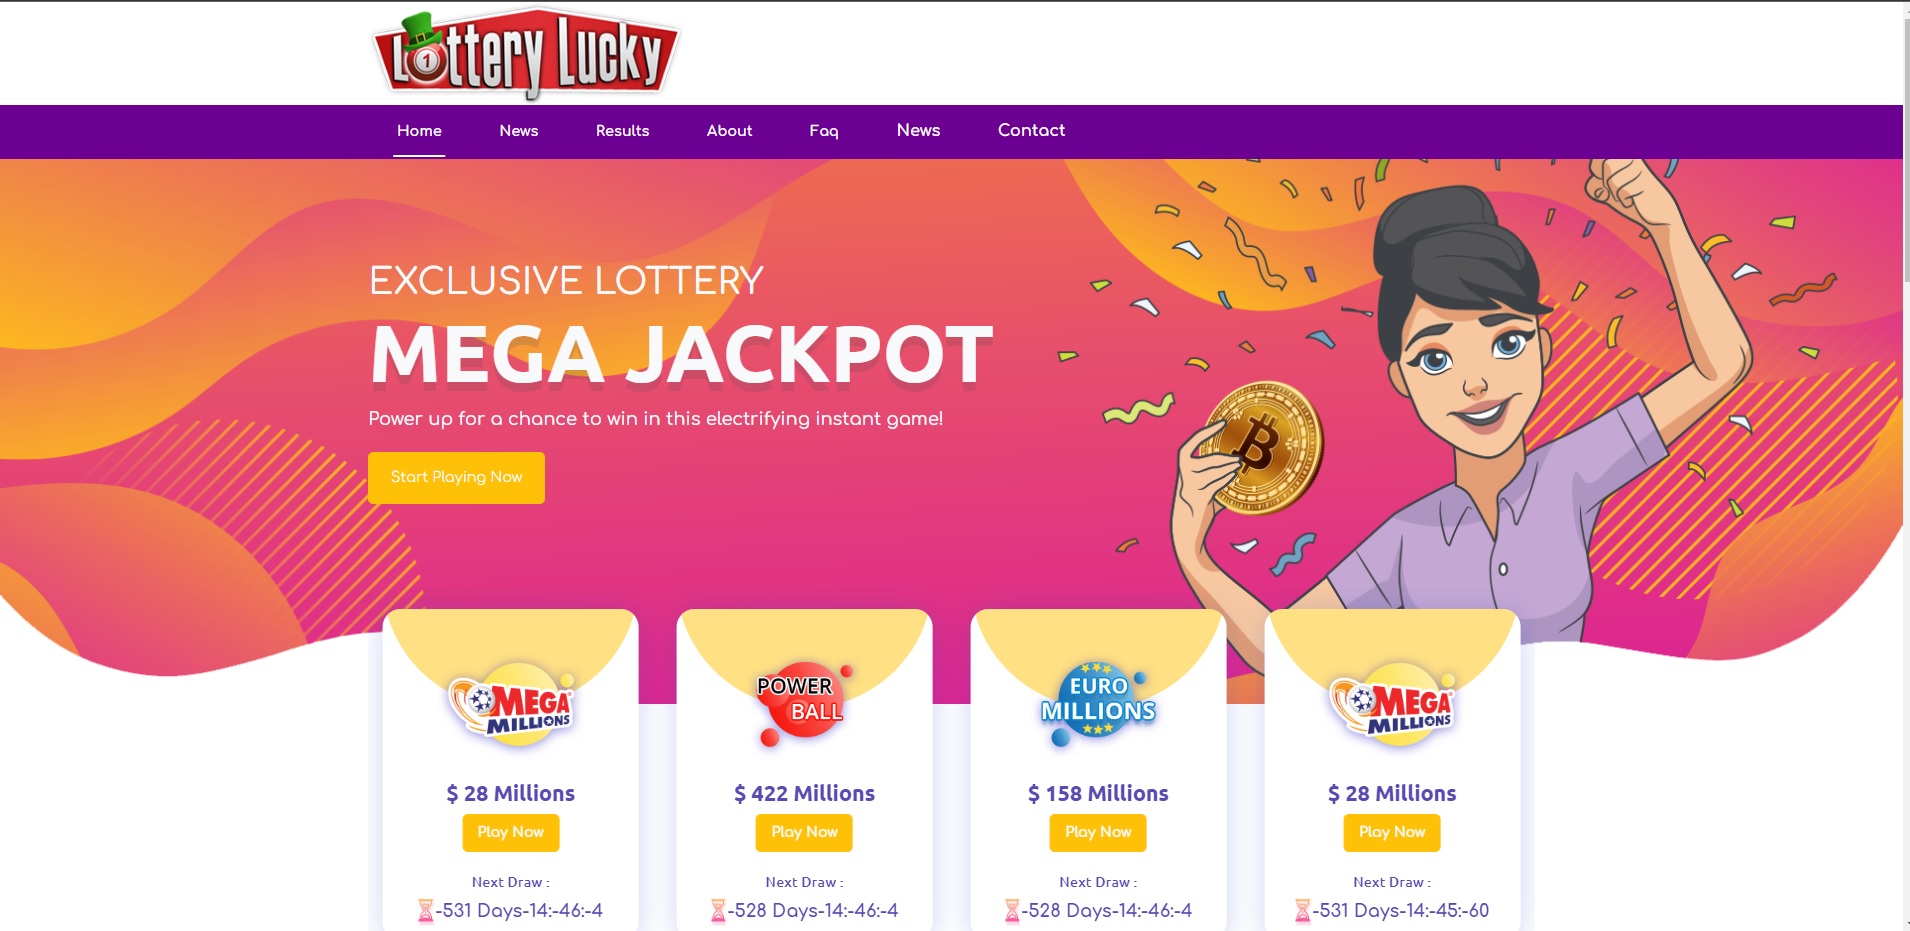 Lottery Lucky
1
Home News Results About Faq News Contact
EXCLUSIVE LOTTERY
MEGA JACKPOT
Power up for a chance to win in this electrifying instant game!
Start Playing Now
MEGA MILLIONS
$ 28 Millions
Play Now
Next Draw :
-531 Days-14:-46:-4
POWER BALL
$ 422 Millions
Play Now
Next Draw :
-528 Days-14:-46:-4
EURO MILLIONS
$ 158 Millions
Play Now
Next Draw :
-528 Days-14:-46:-4
MEGA MILLIONS
$ 28 Millions
Play Now
Next Draw :
-531 Days-14:-45:-60